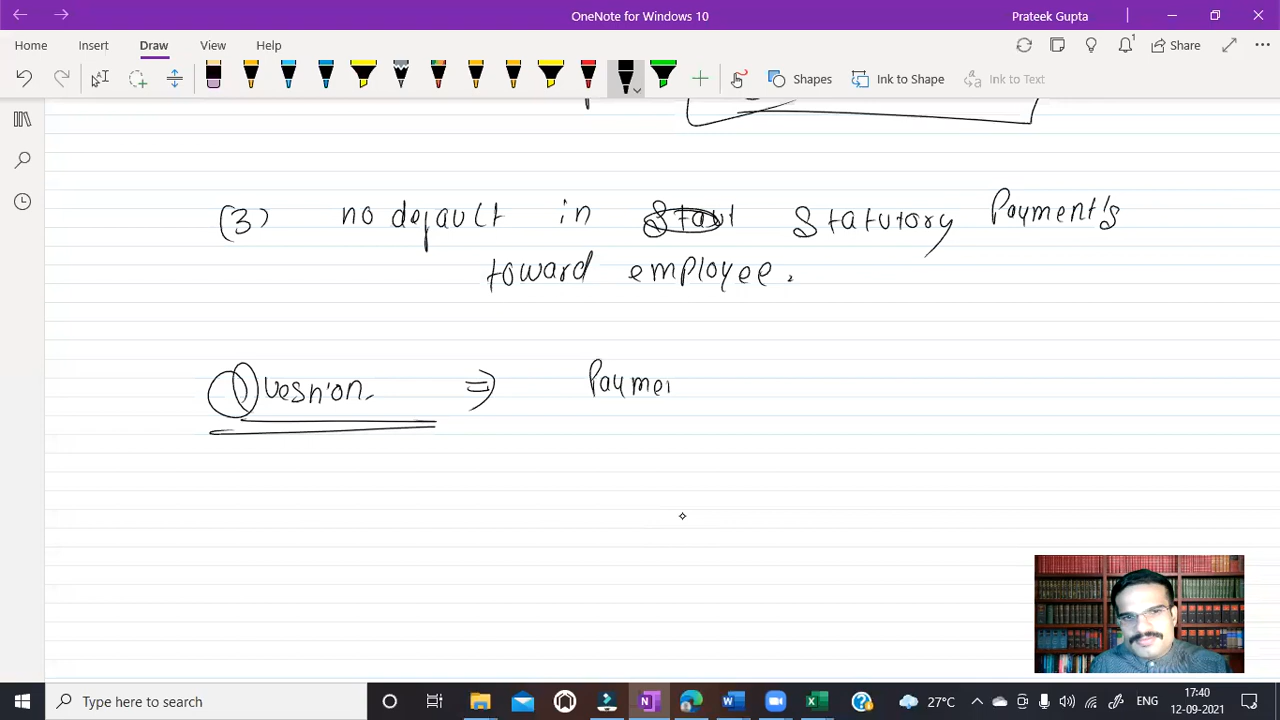 OneNote for Windows 10
Prateek Gupta
Home Insert Draw View Help
Share
Shapes Ink to Shape Ink to Text
(3) no default in Staut Statutory Payment's
toward employee.
Question. ⇒ Paymen
Type here to search
27°C ENG 17:40
12-09-2021